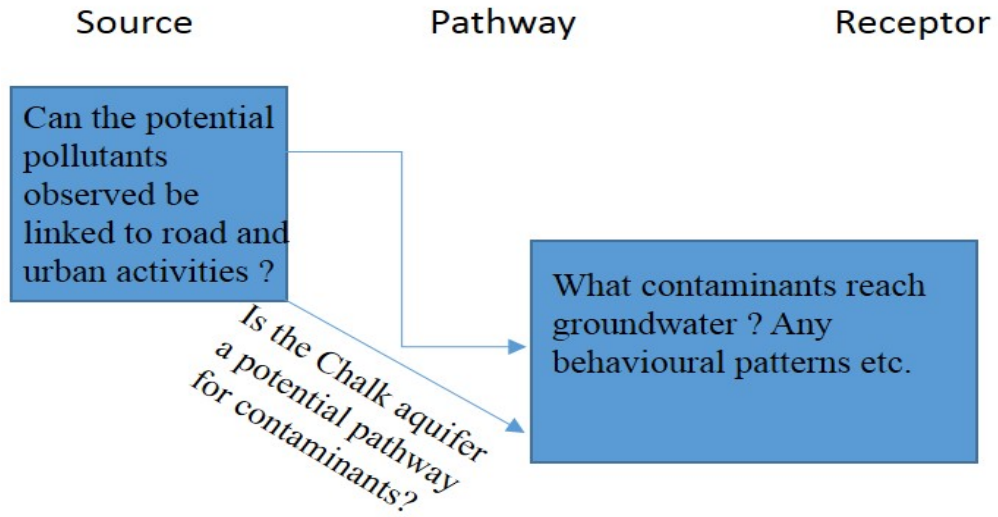 Source Pathway Receptor
Can the potential
pollutants
observed be
linked to road and
urban activities ?
Is the Chalk aquifer
a potential pathway
for contaminants?
What contaminants reach
groundwater ? Any
behavioural patterns etc.